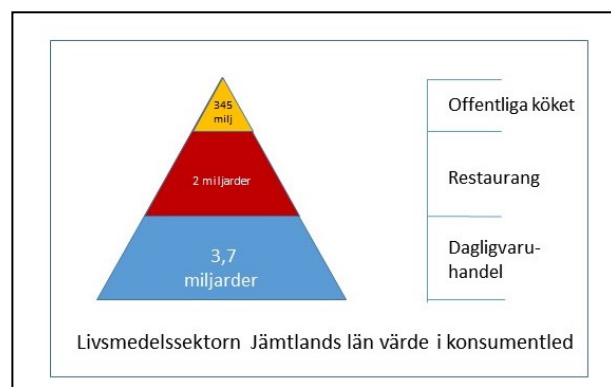 345
milj
Offentliga köket
2 miljarder
Restaurang
3,7
miljarder
Dagligvaru-
handel
Livsmedelssektorn Jämtlands län värde i konsumentled